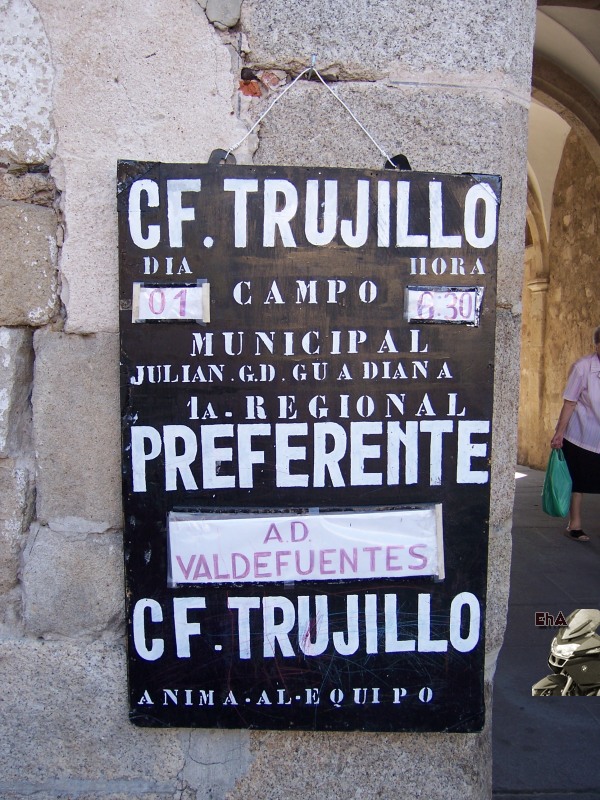 CF. TRUJILLO
DIA HORA
01 CAMPO 6:30
MUNICIPAL
JULIAN. G.D. GUADIANA
1a-REGIONAL
PREFERENTE
A.D.
VALDEFUENTES
CF. TRUJILLO
ANIMA-AL-EQUIPO
EhA